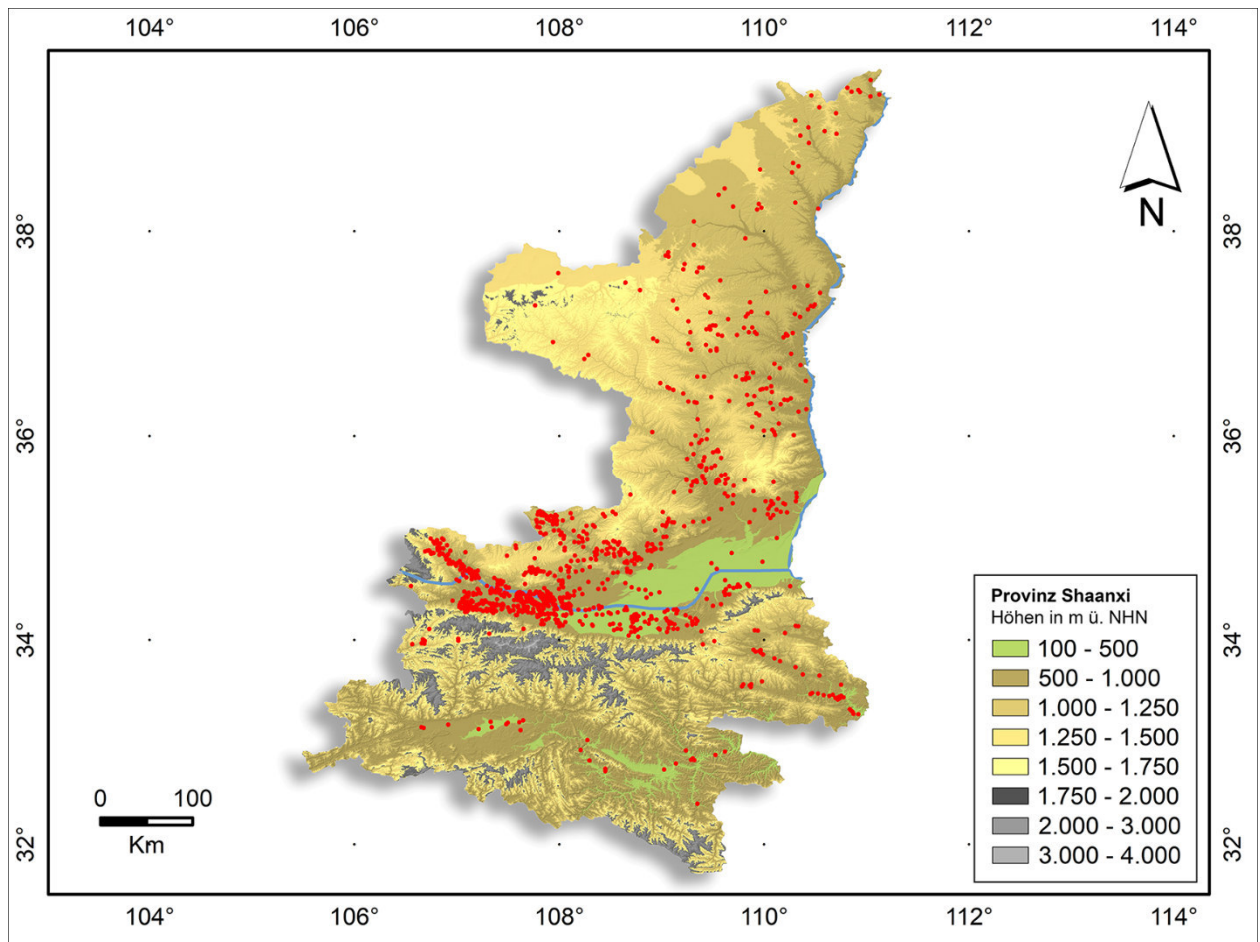 104° 106° 108° 110° 112° 114°
38° 38°
36° 36°
34° 34°
32° 32°
N
0 100
Km
Provinz Shaanxi
Höhen in m ü. NHN
100 - 500
500 - 1.000
1.000 - 1.250
1.250 - 1.500
1.500 - 1.750
1.750 - 2.000
2.000 - 3.000
3.000 - 4.000
104° 106° 108° 110° 112° 114°